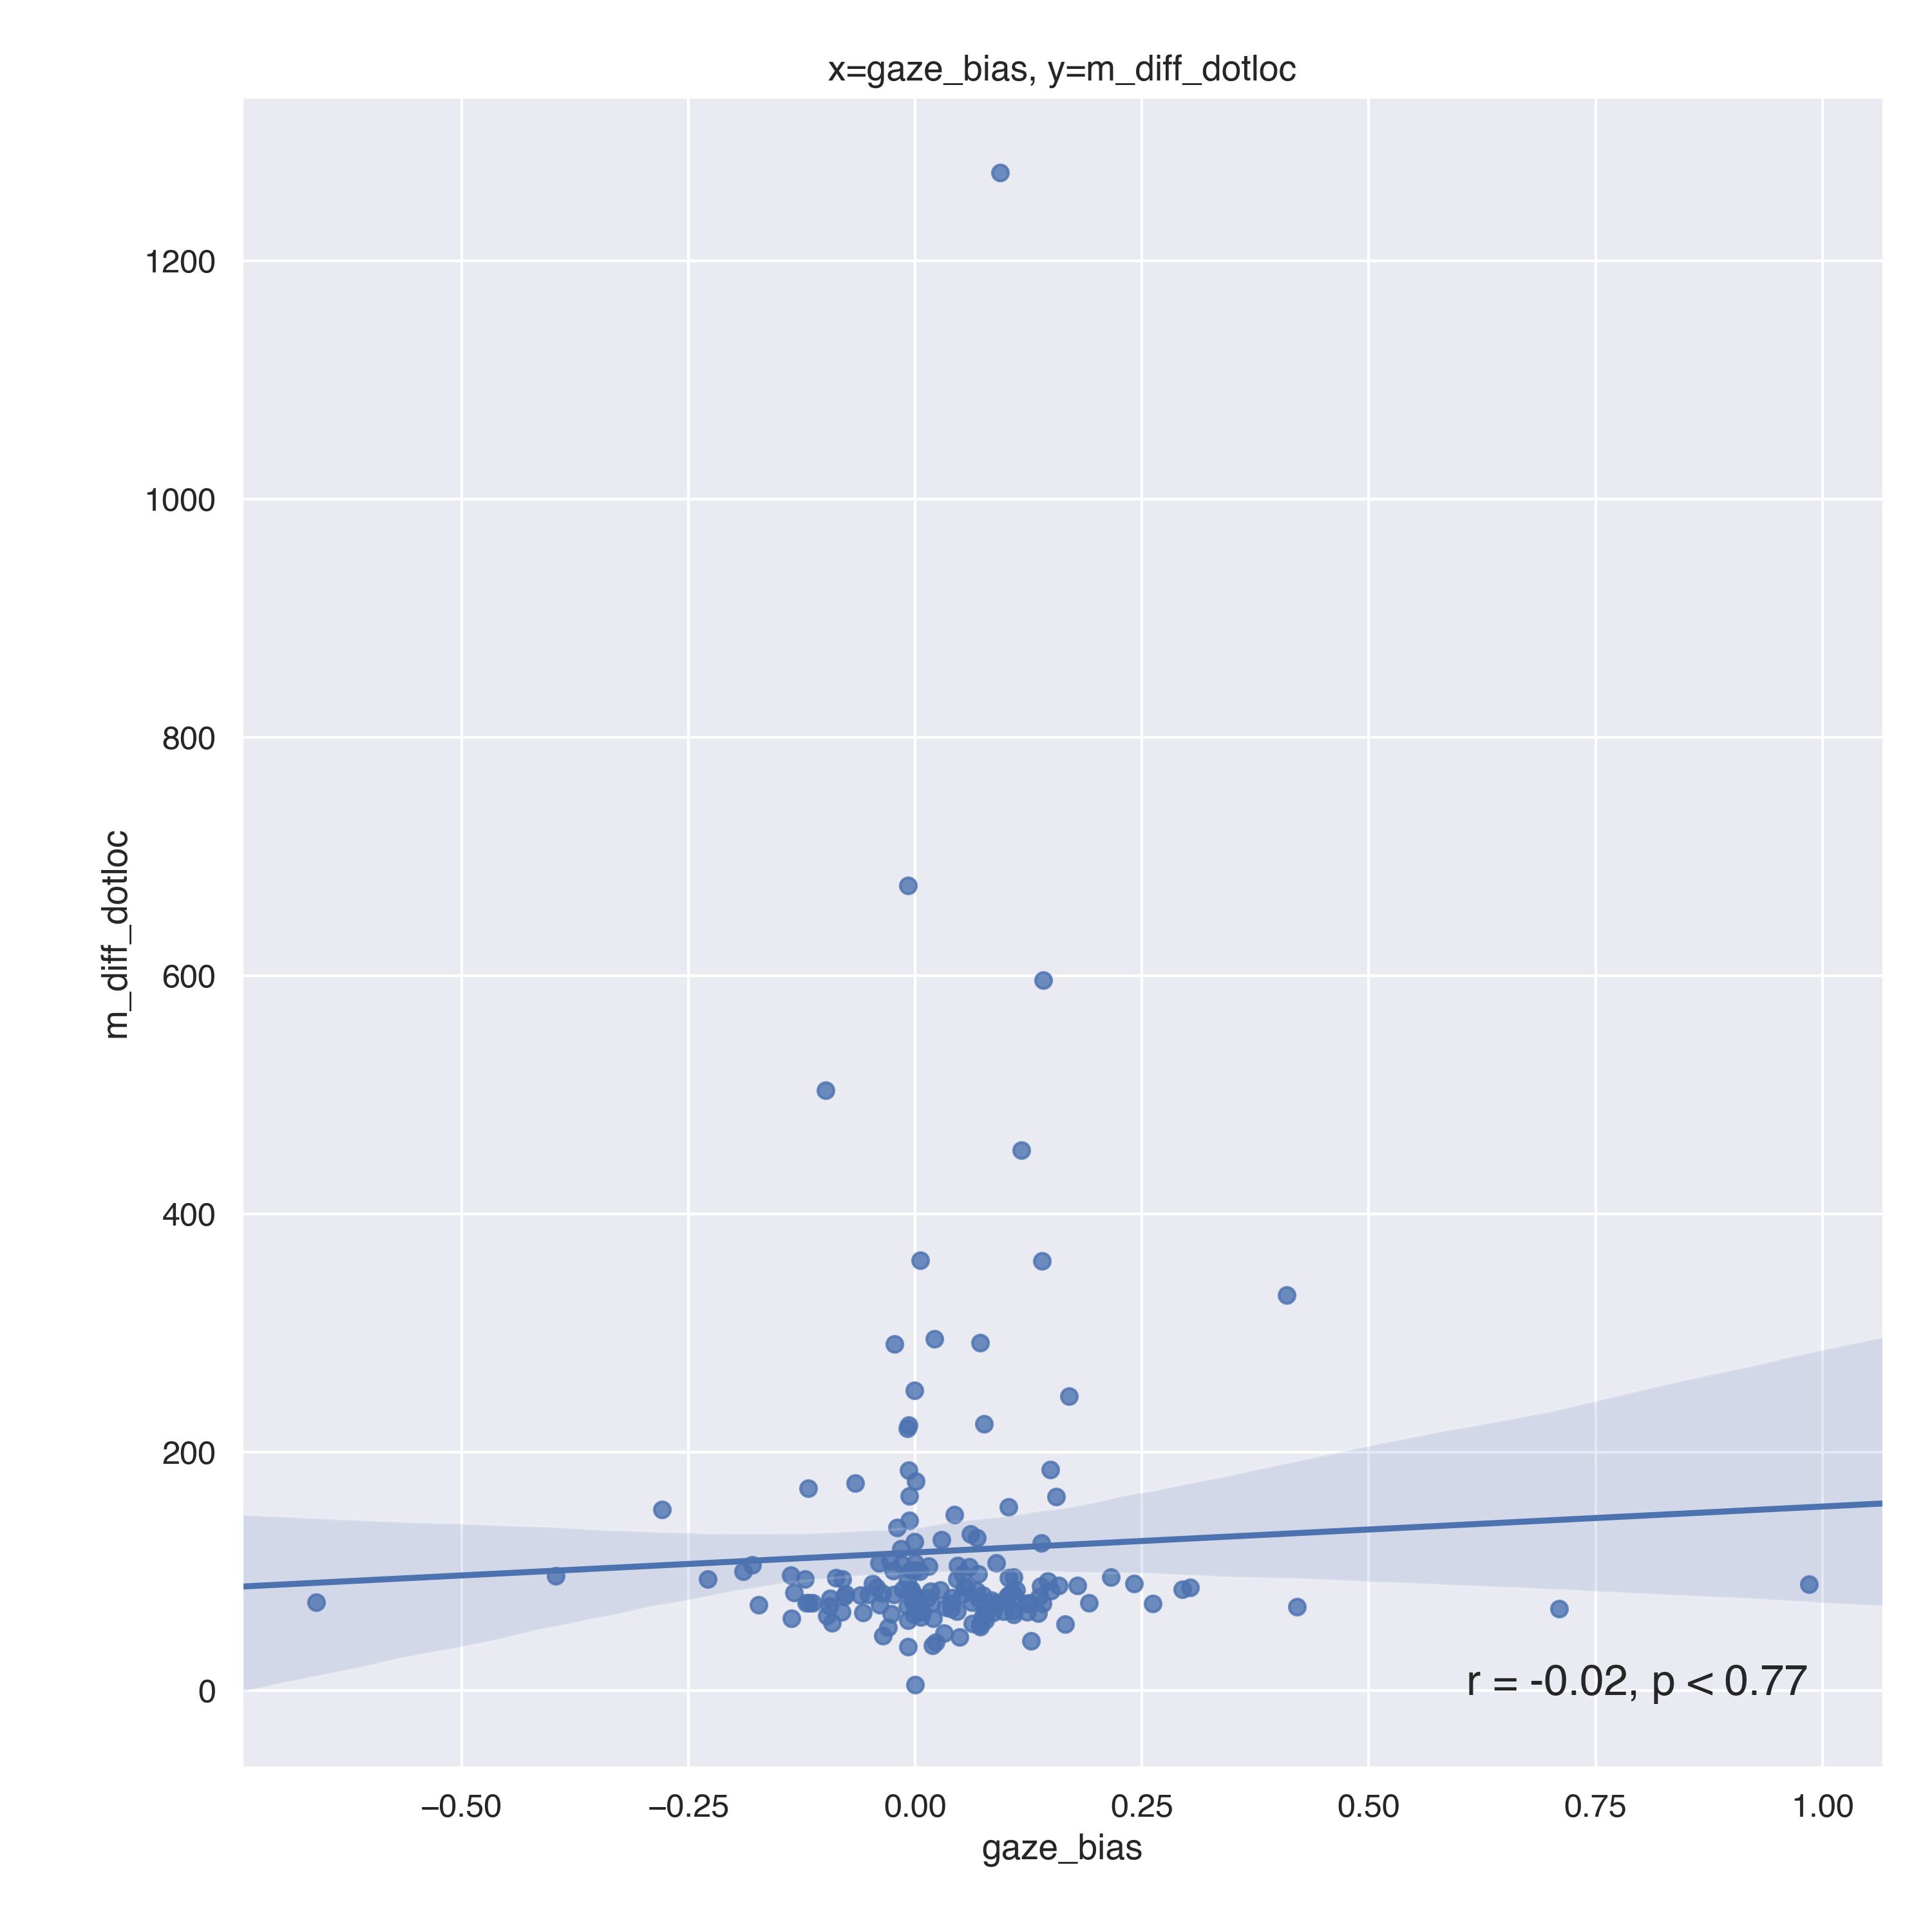 x=gaze_bias, y=m_diff_dotloc
1200
1000
800
600
400
200
0
m_diff_dotloc
r = -0.02, p < 0.77
−0.50 −0.25 0.00 0.25 0.50 0.75 1.00
gaze_bias